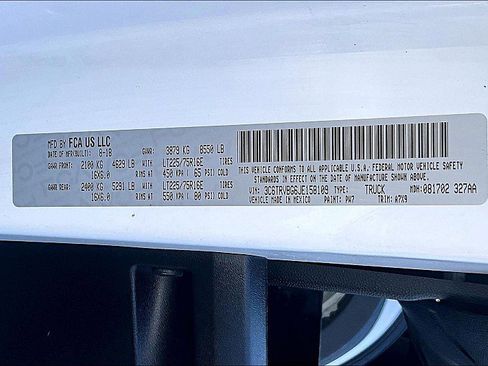 MFD BY FCA US LLC
DATE OF MFR(BUILT): 8-18 GVWR: 3879 KG 8550 LB
GAWR FRONT: 2100 KG 4629 LB WITH LT225/75R16E TIRES
16X6.0 RIMS AT 450 KPA( 65 PSI) COLD
GAWR REAR: 2400 KG 5291 LB WITH LT225/75R16E TIRES
16X6.0 RIMS AT 550 KPA( 80 PSI) COLD
THIS VEHICLE CONFORMS TO ALL APPLICABLE U.S.A. FEDERAL MOTOR VEHICLE SAFETY
STANDARDS IN EFFECT ON THE DATE OF MANUFACTURE SHOWN ABOVE.
VIN: 3C6TRVBG6JE158109 TYPE: TRUCK MDH: 081702 327AA
VEHICLE MADE IN MEXICO PAINT: PW7 TRIM: A7X9